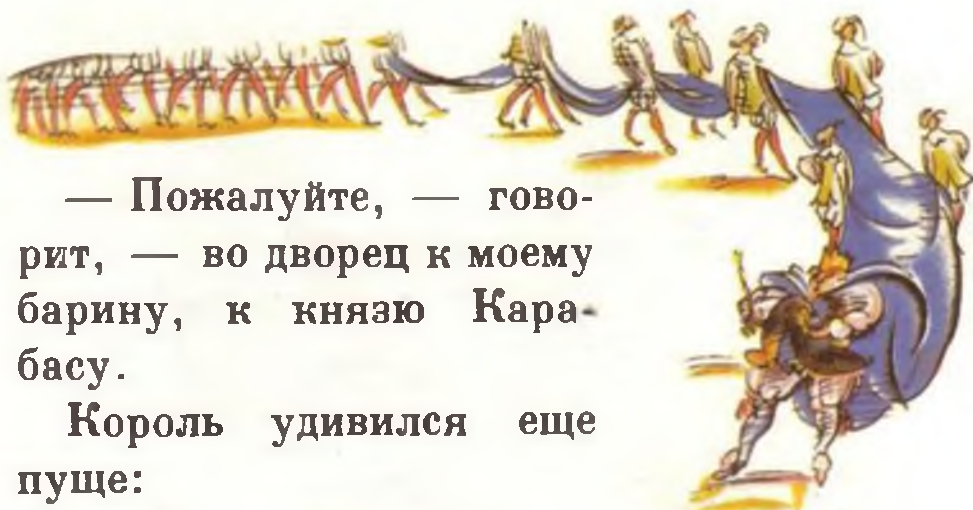 — Пожалуйте, — гово-
рит, — во дворец к моему
барину, к князю Кара-
басу.
Король удивился еще
пуще: